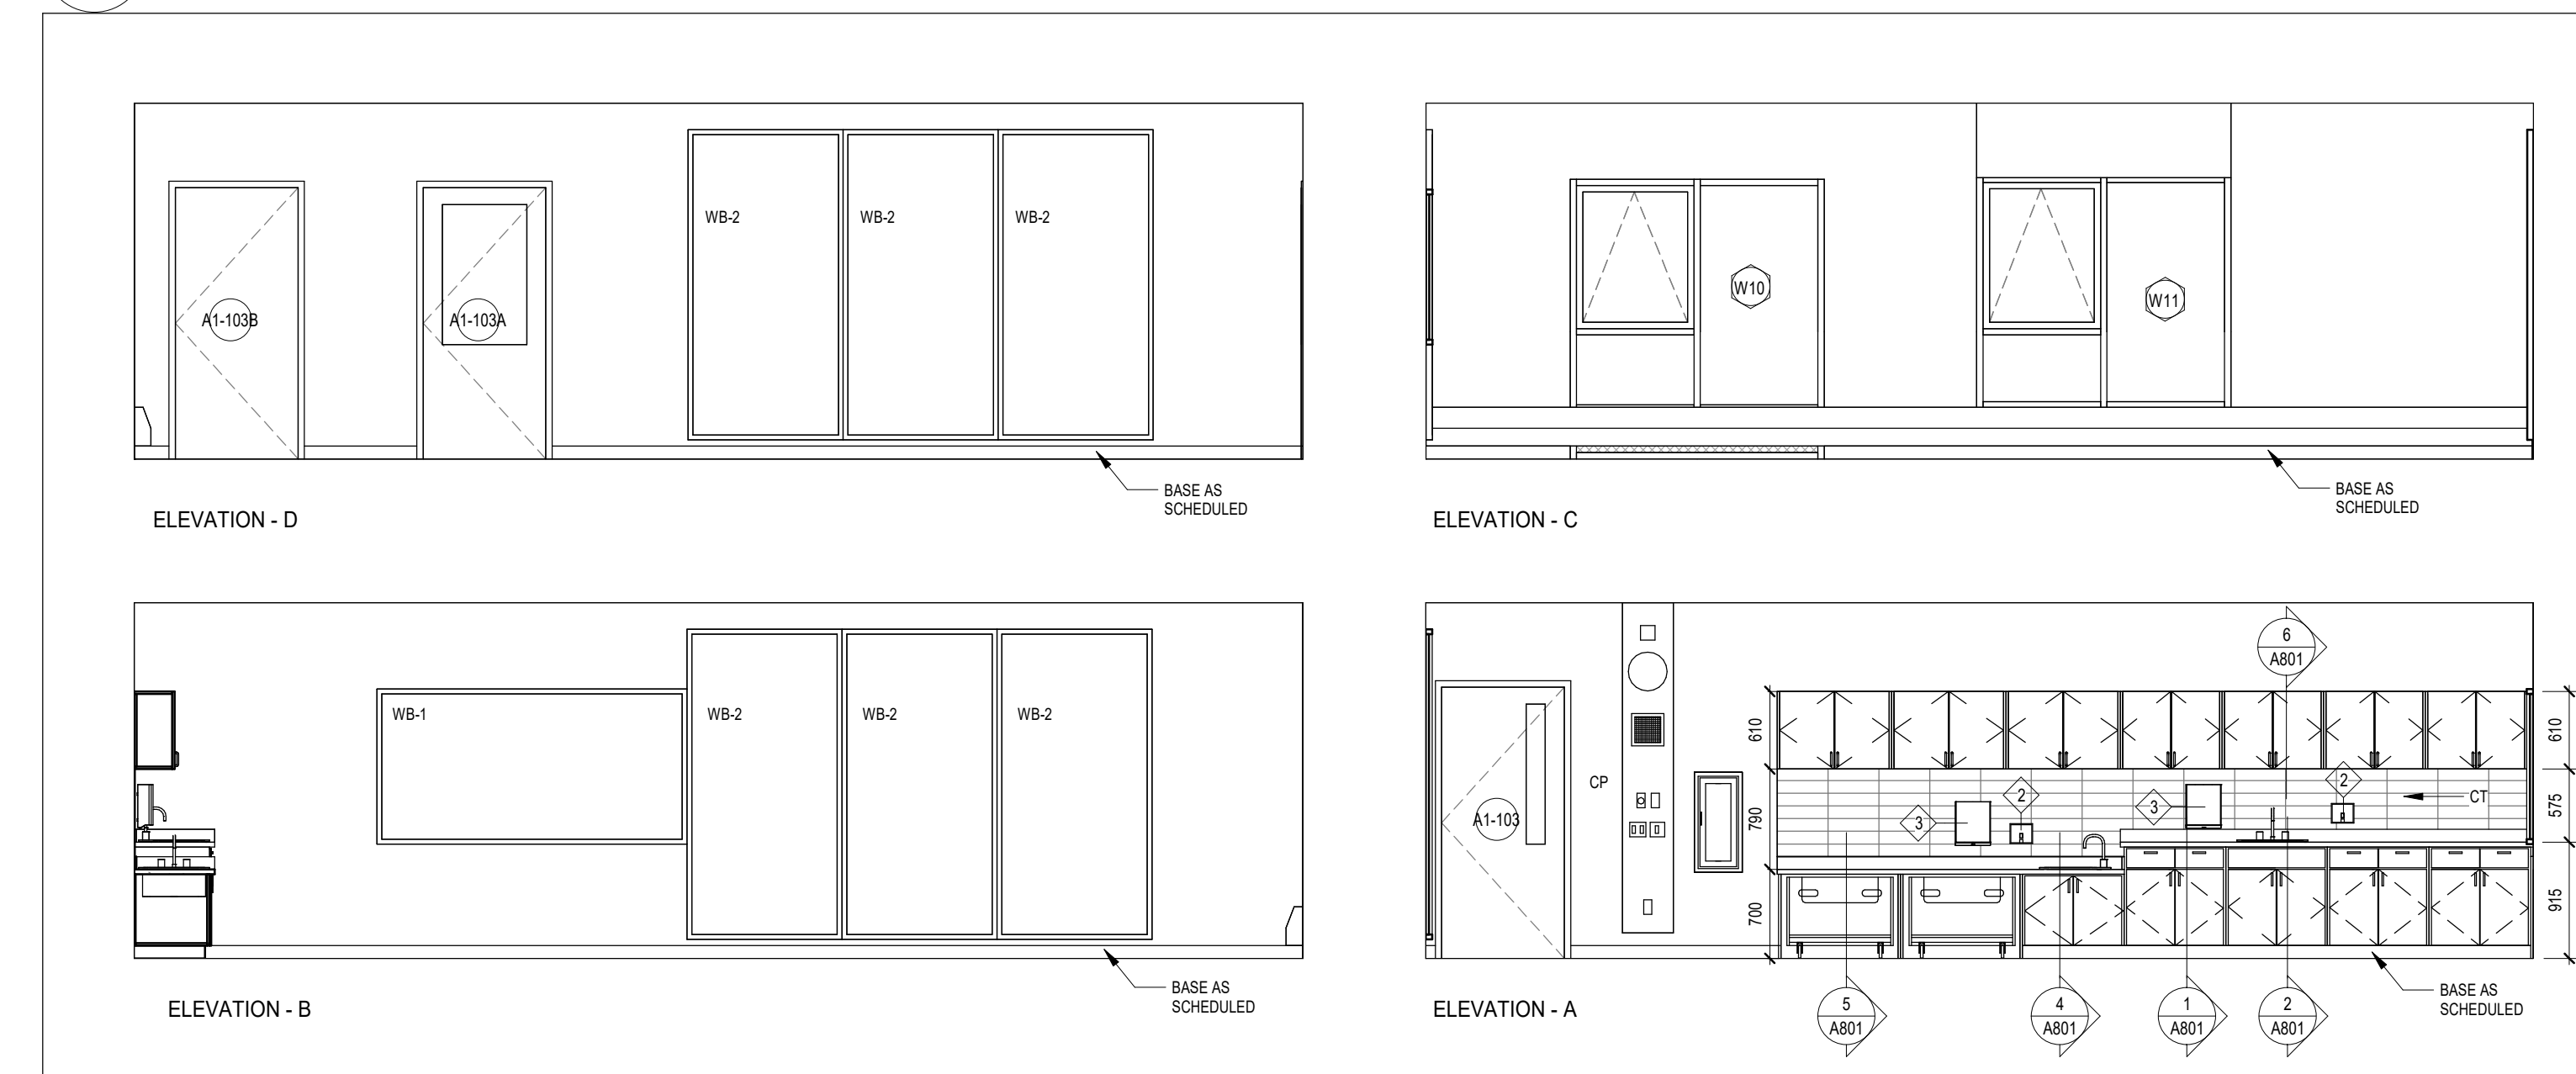 A1-103B
A1-103A
WB-2
WB-2
WB-2
BASE AS
SCHEDULED
ELEVATION - D
W10
W11
BASE AS
SCHEDULED
ELEVATION - C
WB-1
WB-2
WB-2
WB-2
BASE AS
SCHEDULED
ELEVATION - B
A1-103
CP
610
790
700
3
2
3
2
CT
6
A801
610
575
915
5
A801
4
A801
1
A801
2
A801
BASE AS
SCHEDULED
ELEVATION - A